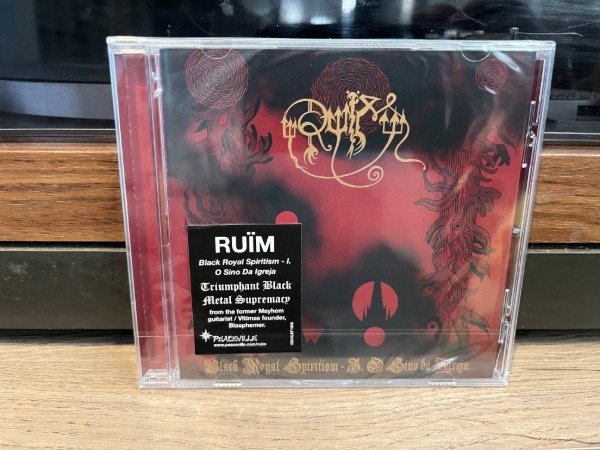 Ruïm
RUÏM
Black Royal Spiritism - I.
O Sino Da Igreja
Triumphant Black
Metal Supremacy
from the former Mayhem
guitarist / Vltimas founder,
Blasphemer.
PEACEVILLE
www.peaceville.com/ruim
Black Royal Spiritism - I. O Sino da Igreja